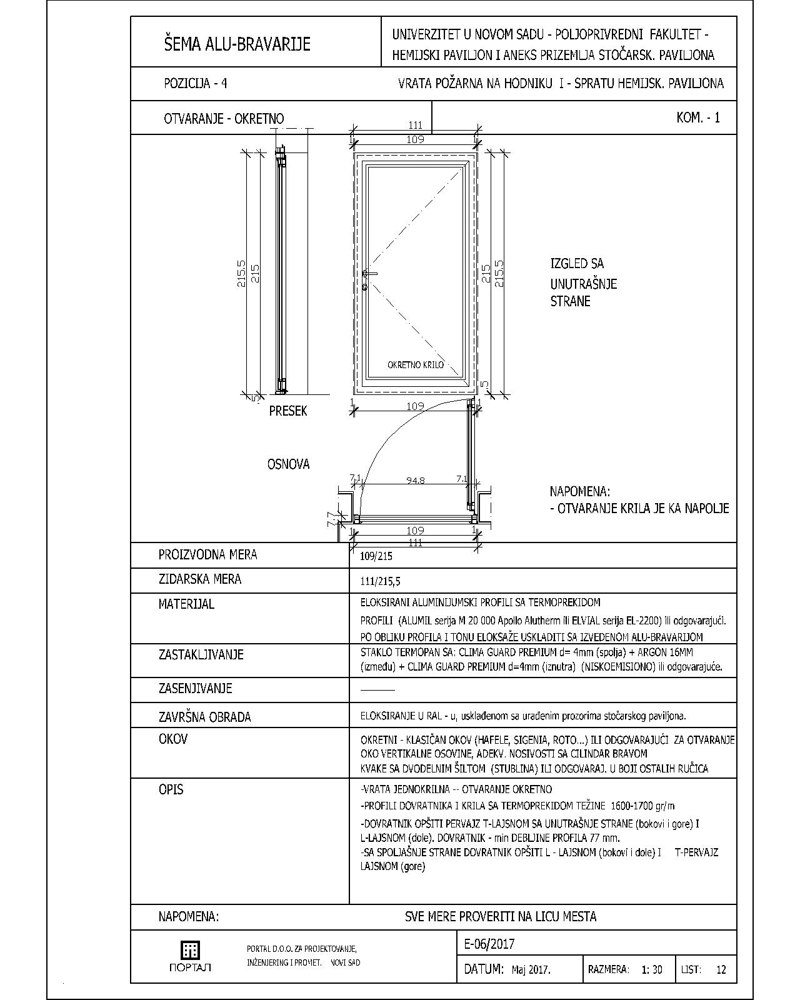 ŠEMA ALU-BRAVARIJE
UNIVERZITET U NOVOM SADU - POLJOPRIVREDNI FAKULTET -
HEMIJSKI PAVILJON I ANEKS PRIZEMLJA STOČARSK. PAVILJONA
POZICIJA - 4
VRATA POŽARNA NA HODNIKU I - SPRATU HEMIJSK. PAVILJONA
OTVARANJE - OKRETNO
KOM. - 1
111
1 109 1
215.5
215
215
215.5
IZGLED SA
UNUTRAŠNJE
STRANE
OKRETNO KRILO
.5
.5
1 109 1
PRESEK
OSNOVA
7.1 94.8 7.1
NAPOMENA:
- OTVARANJE KRILA JE KA NAPOLJE
7.7
1 109 1
111
PROIZVODNA MERA
109/215
ZIDARSKA MERA
111/215,5
MATERIJAL
ELOKSIRANI ALUMINIJUMSKI PROFILI SA TERMOPREKIDOM
PROFILI (ALUMIL serija M 20 000 Apollo Alutherm ili ELVIAL serija EL-2200) ili odgovarajući.
PO OBLIKU PROFILA I TONU ELOKSAŽE USKLADITI SA IZVEDENOM ALU-BRAVARIJOM
ZASTAKLJIVANJE
STAKLO TERMOPAN SA: CLIMA GUARD PREMIUM d= 4mm (spolja) + ARGON 16MM
(između) + CLIMA GUARD PREMIUM d=4mm (iznutra) (NISKOEMISIONO) ili odgovarajuće.
ZASENJIVANJE
ZAVRŠNA OBRADA
ELOKSIRANJE U RAL - u, usklađenom sa urađenim prozorima stočarskog paviljona.
OKOV
OKRETNI - KLASIČAN OKOV (HAFELE, SIGENIA, ROTO...) ILI ODGOVARAJUĆI ZA OTVARANJE
OKO VERTIKALNE OSOVINE, ADEKV. NOSIVOSTI SA CILINDAR BRAVOM
KVAKE SA DVODELNIM ŠILTOM (STUBLINA) ILI ODGOVARAJ. U BOJI OSTALIH RUČICA
OPIS
-VRATA JEDNOKRILNA -- OTVARANJE OKRETNO
-PROFILI DOVRATNIKA I KRILA SA TERMOPREKIDOM TEŽINE 1600-1700 gr/m
-DOVRATNIK OPŠITI PERVAJZ T-LAJSNOM SA UNUTRAŠNJE STRANE (bokovi i gore) I
L-LAJSNOM (dole). DOVRATNIK - min DEBLJINE PROFILA 77 mm.
-SA SPOLJAŠNJE STRANE DOVRATNIK OPŠITI L - LAJSNOM (bokovi i dole) I T-PERVAJZ
LAJSNOM (gore)
NAPOMENA:
SVE MERE PROVERITI NA LICU MESTA
ПОРТАЛ
PORTAL D.O.O. ZA PROJEKTOVANJE,
INŽENJERING I PROMET. NOVI SAD
E-06/2017
DATUM: Maj 2017.
RAZMERA: 1: 30
LIST: 12